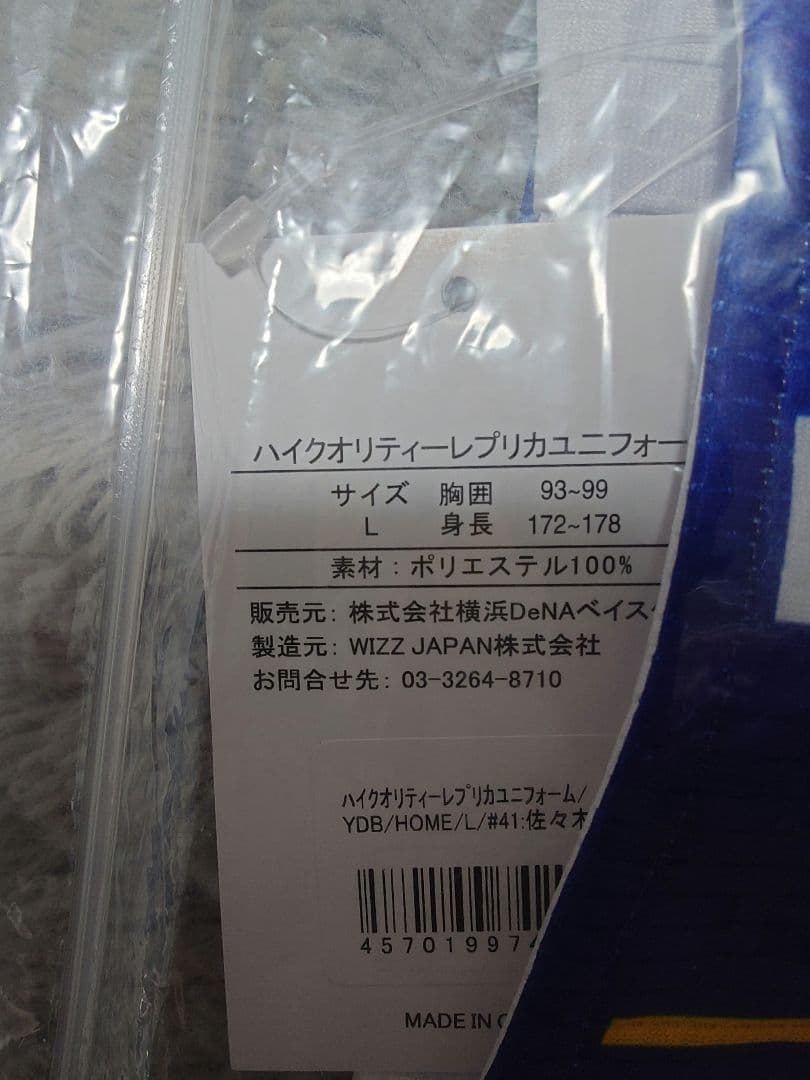 ハイクオリティーレプリカユニフォー
サイズ 胸囲 93~99
L 身長 172~178
素材：ポリエステル100%
販売元：株式会社横浜DeNAベイス
製造元：WIZZ JAPAN株式会社
お問合せ先：03-3264-8710
ﾊｲｸｵﾘﾃｨｰﾚﾌﾟﾘｶﾕﾆﾌｫｰﾑ/
YDB/HOME/L/#41:佐々木
457019974
MADE IN